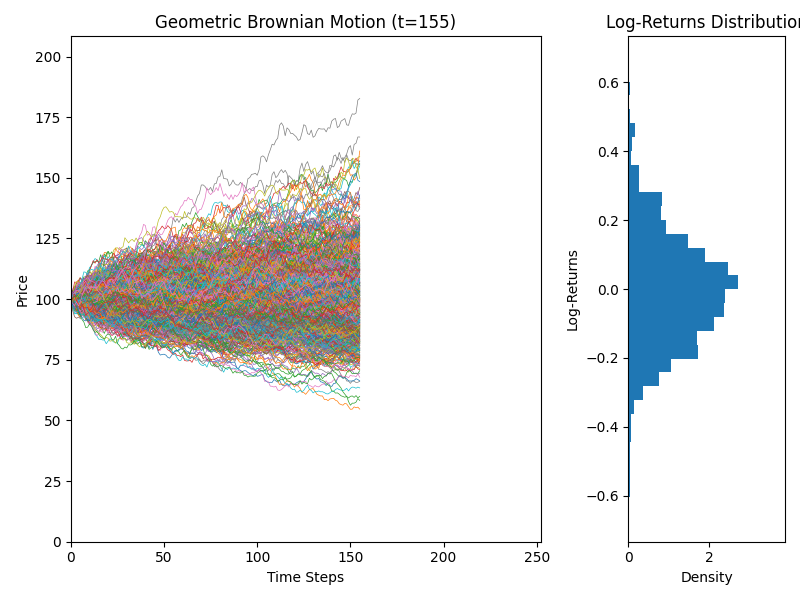 Geometric Brownian Motion (t=155)
Price
200
175
150
125
100
75
50
25
0
0 50 100 150 200 250
Time Steps
Log-Returns Distribution
Log-Returns
0.6
0.4
0.2
0.0
−0.2
−0.4
−0.6
0 2
Density